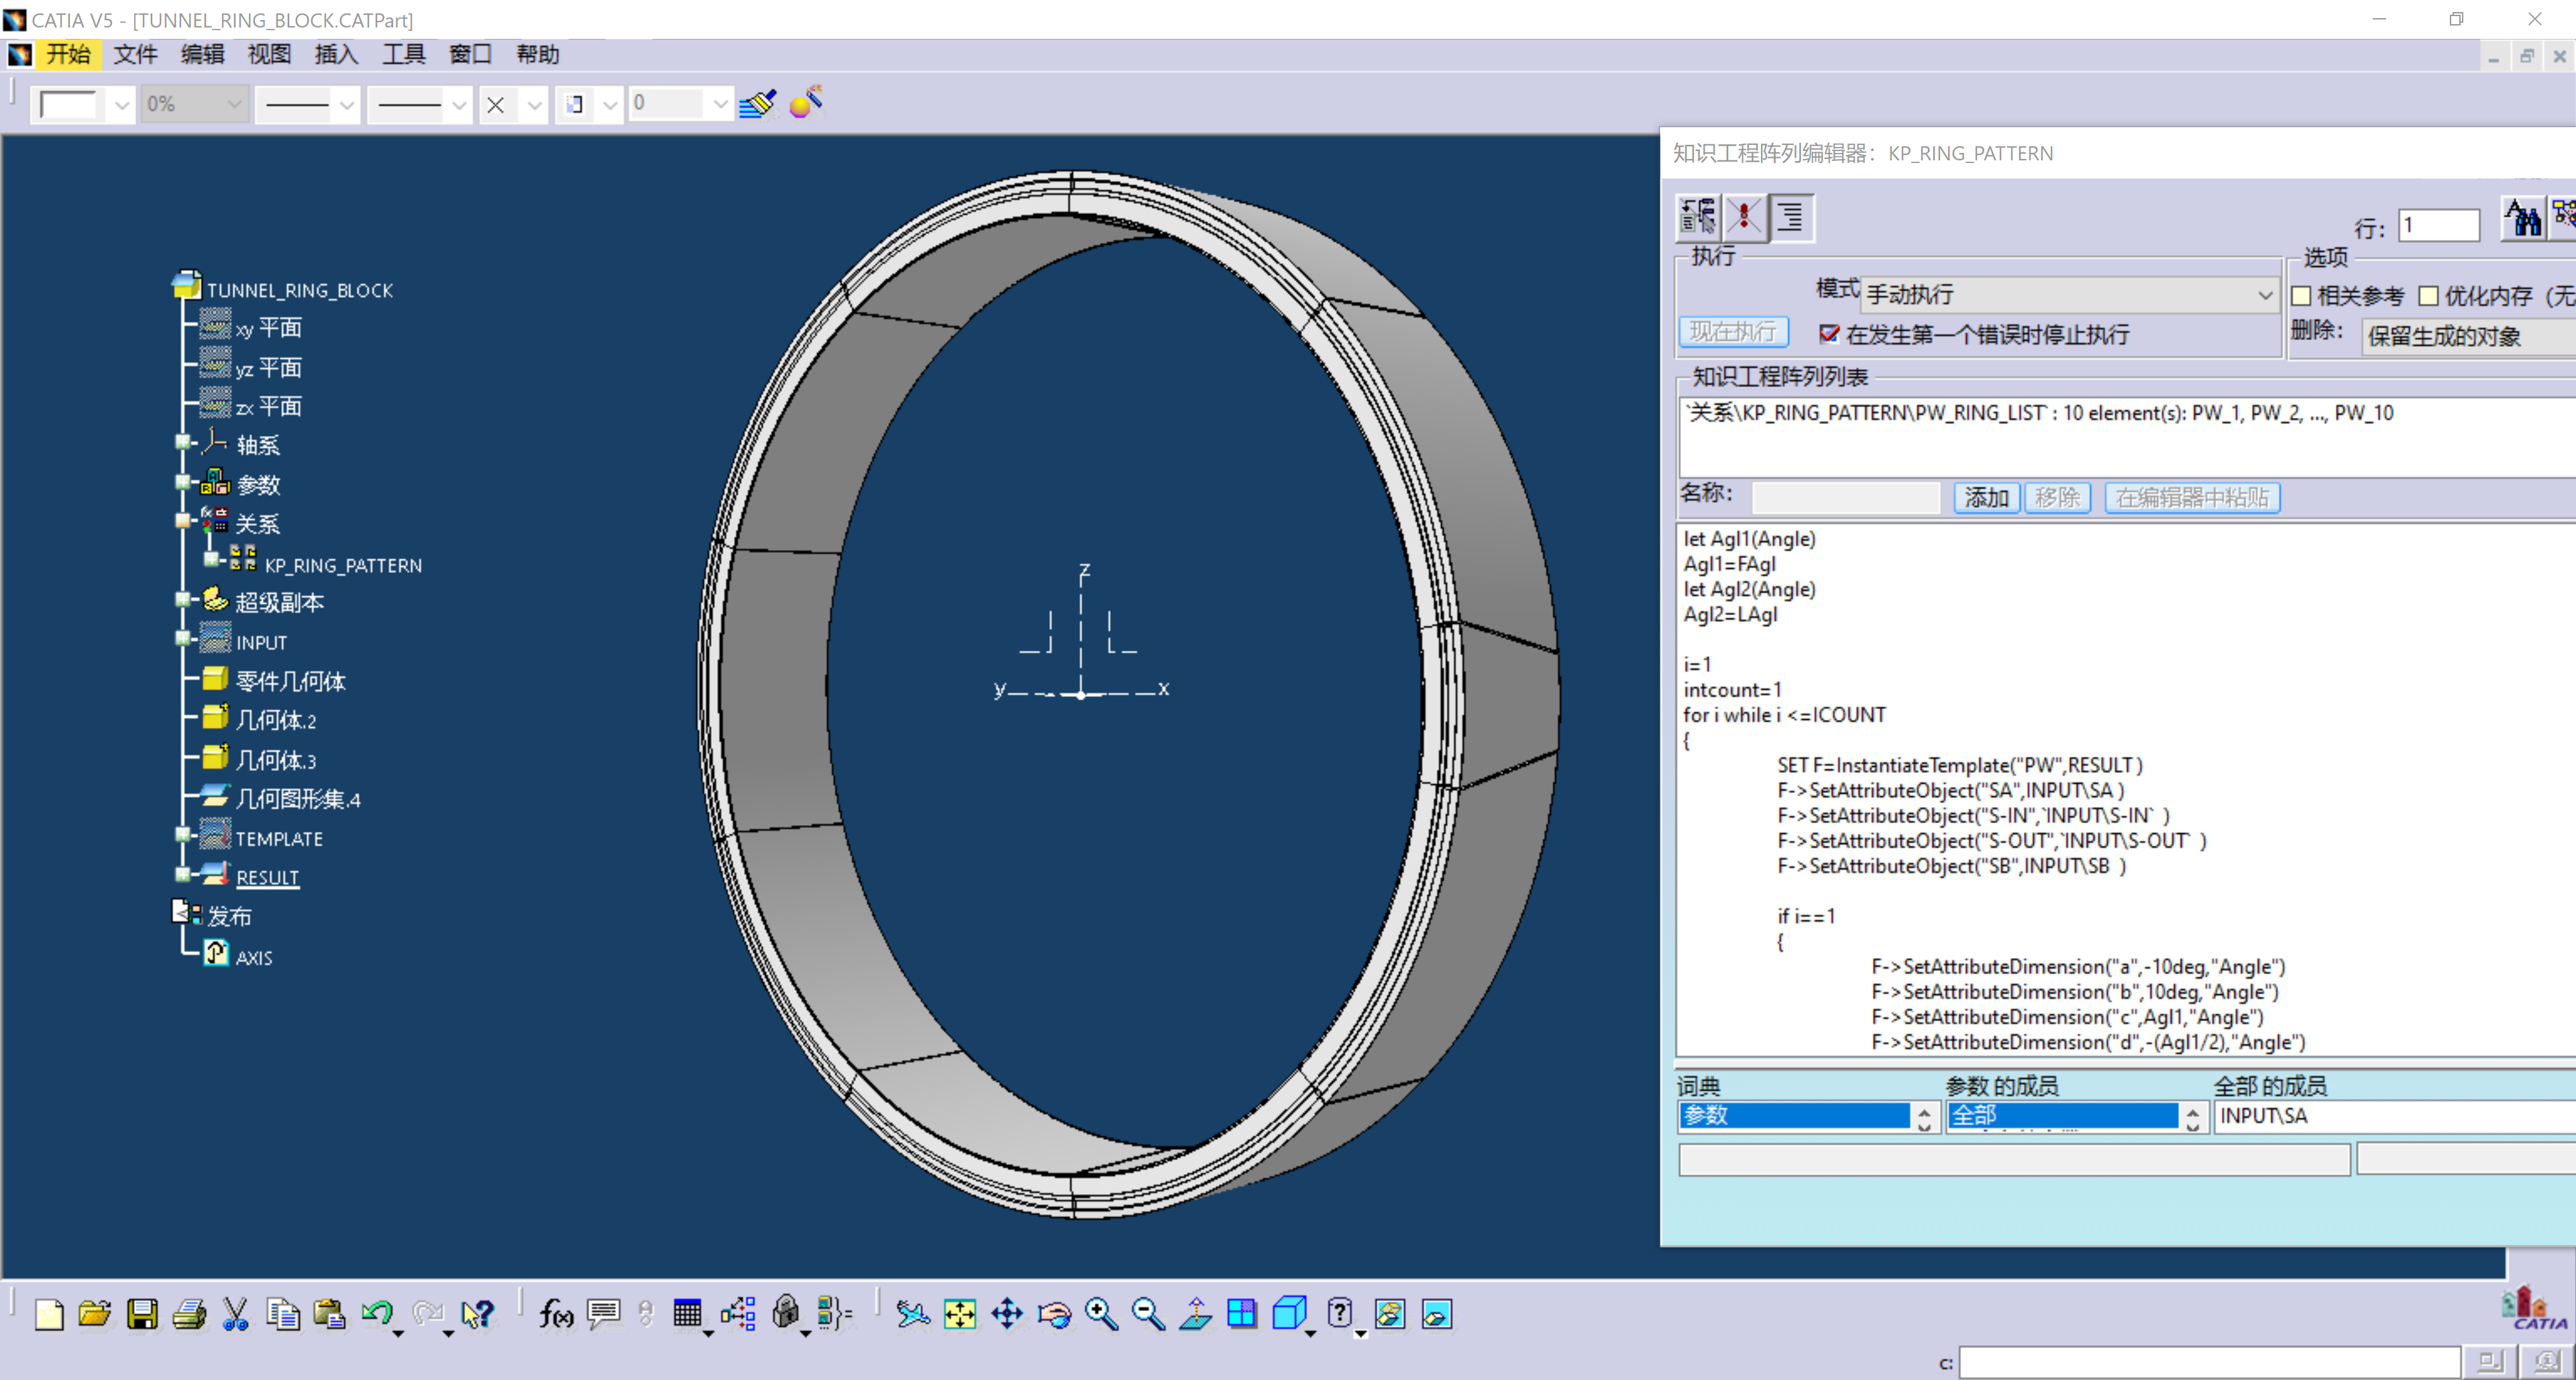 CATIA V5 - [TUNNEL_RING_BLOCK.CATPart]
开始 文件 编辑 视图 插入 工具 窗口 帮助
0% 0
TUNNEL_RING_BLOCK
xy 平面
yz 平面
zx 平面
轴系
参数
关系
KP_RING_PATTERN
超级副本
INPUT
零件几何体
几何体.2
几何体.3
几何图形集.4
TEMPLATE
RESULT
发布
AXIS
z
y x
知识工程阵列编辑器：KP_RING_PATTERN
行： 1
执行
模式 手动执行
现在执行 在发生第一个错误时停止执行
选项
相关参考 优化内存（无
删除： 保留生成的对象
知识工程阵列列表
`关系\KP_RING_PATTERN\PW_RING_LIST` : 10 element(s): PW_1, PW_2, ..., PW_10
名称： 添加 移除 在编辑器中粘贴
let Agl1(Angle)
Agl1=FAgl
let Agl2(Angle)
Agl2=LAgl
i=1
intcount=1
for i while i <=ICOUNT
{
SET F=InstantiateTemplate("PW",RESULT )
F->SetAttributeObject("SA",INPUT\SA )
F->SetAttributeObject("S-IN",`INPUT\S-IN` )
F->SetAttributeObject("S-OUT",`INPUT\S-OUT` )
F->SetAttributeObject("SB",INPUT\SB )
if i==1
{
F->SetAttributeDimension("a",-10deg,"Angle")
F->SetAttributeDimension("b",10deg,"Angle")
F->SetAttributeDimension("c",Agl1,"Angle")
F->SetAttributeDimension("d",-(Agl1/2),"Angle")
词典 参数 的成员 全部 的成员
参数 全部 INPUT\SA
f(x)
CATIA
c: